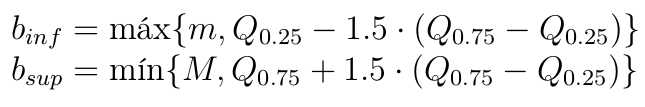 b_{inf} = máx{m, Q_{0.25} − 1.5 · (Q_{0.75} − Q_{0.25})}
b_{sup} = mín{M, Q_{0.75} + 1.5 · (Q_{0.75} − Q_{0.25})}